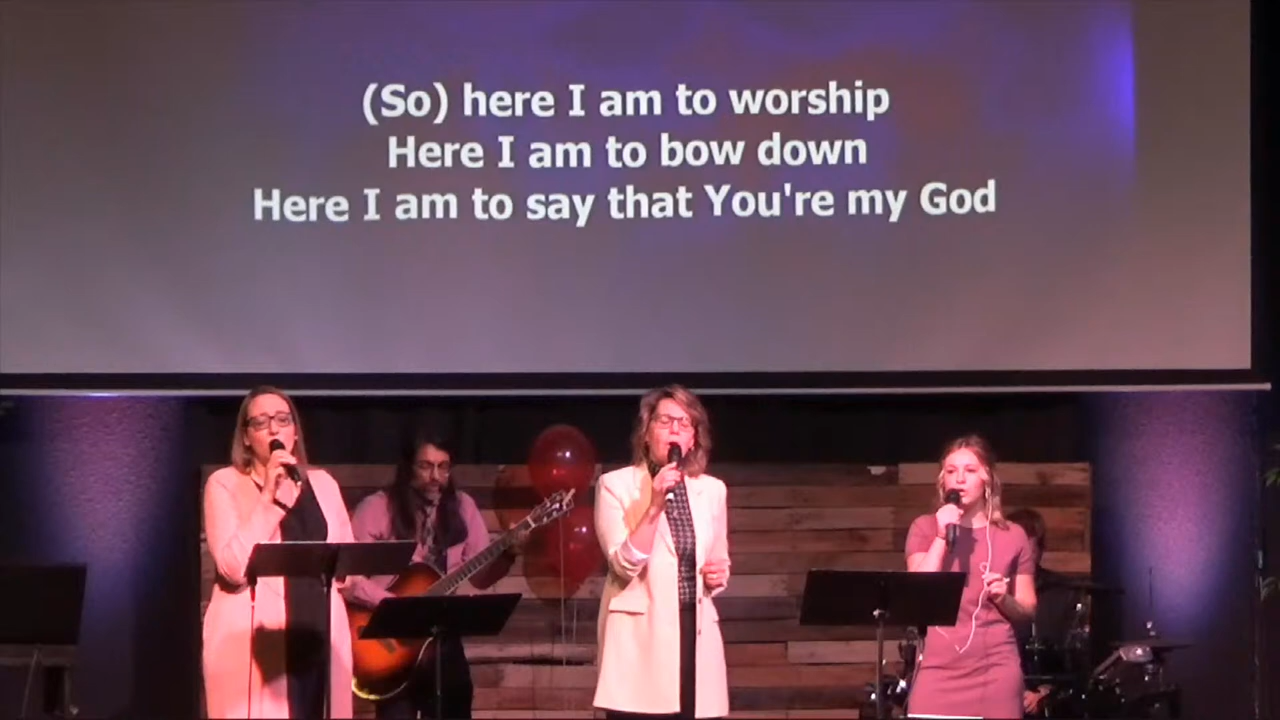 (So) here I am to worship
Here I am to bow down
Here I am to say that You're my God